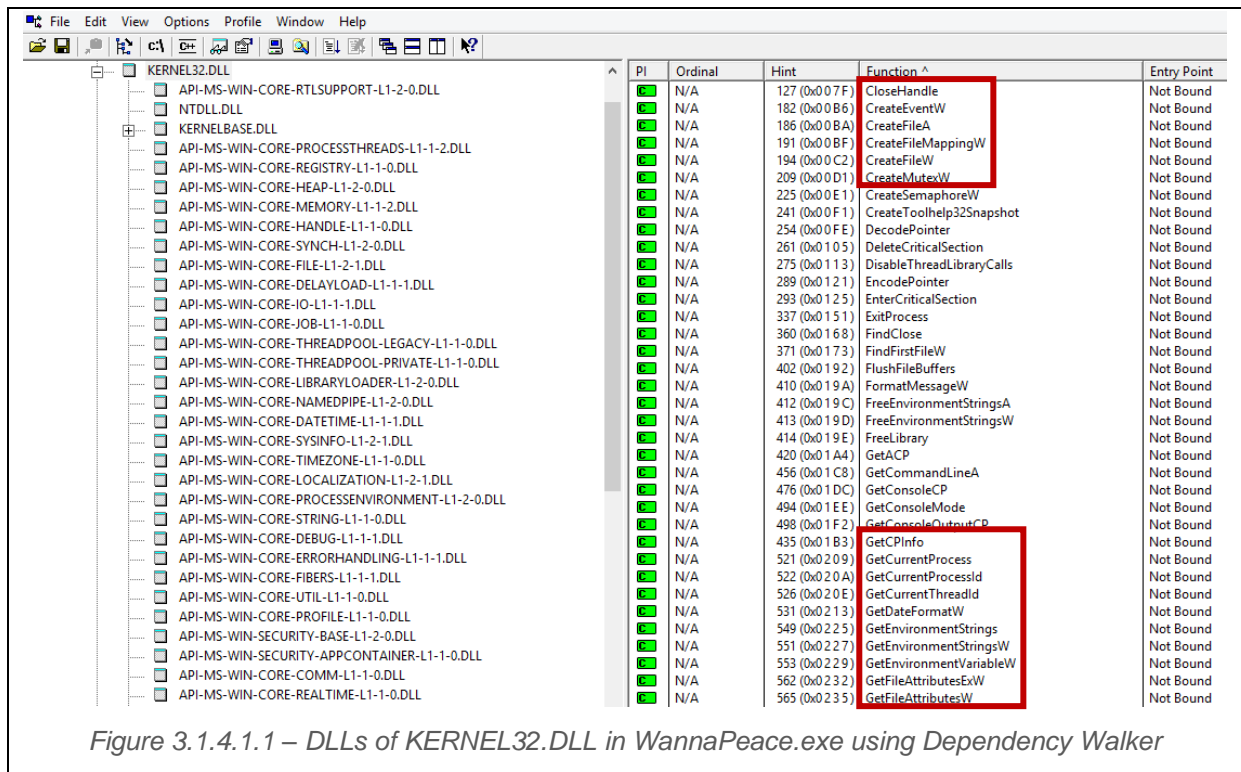 File Edit View Options Profile Window Help
c:\ C++
KERNEL32.DLL
API-MS-WIN-CORE-RTLSUPPORT-L1-2-0.DLL
NTDLL.DLL
KERNELBASE.DLL
API-MS-WIN-CORE-PROCESSTHREADS-L1-1-2.DLL
API-MS-WIN-CORE-REGISTRY-L1-1-0.DLL
API-MS-WIN-CORE-HEAP-L1-2-0.DLL
API-MS-WIN-CORE-MEMORY-L1-1-2.DLL
API-MS-WIN-CORE-HANDLE-L1-1-0.DLL
API-MS-WIN-CORE-SYNCH-L1-2-0.DLL
API-MS-WIN-CORE-FILE-L1-2-1.DLL
API-MS-WIN-CORE-DELAYLOAD-L1-1-1.DLL
API-MS-WIN-CORE-IO-L1-1-1.DLL
API-MS-WIN-CORE-JOB-L1-1-0.DLL
API-MS-WIN-CORE-THREADPOOL-LEGACY-L1-1-0.DLL
API-MS-WIN-CORE-THREADPOOL-PRIVATE-L1-1-0.DLL
API-MS-WIN-CORE-LIBRARYLOADER-L1-2-0.DLL
API-MS-WIN-CORE-NAMEDPIPE-L1-2-0.DLL
API-MS-WIN-CORE-DATETIME-L1-1-1.DLL
API-MS-WIN-CORE-SYSINFO-L1-2-1.DLL
API-MS-WIN-CORE-TIMEZONE-L1-1-0.DLL
API-MS-WIN-CORE-LOCALIZATION-L1-2-1.DLL
API-MS-WIN-CORE-PROCESSENVIRONMENT-L1-2-0.DLL
API-MS-WIN-CORE-STRING-L1-1-0.DLL
API-MS-WIN-CORE-DEBUG-L1-1-1.DLL
API-MS-WIN-CORE-ERRORHANDLING-L1-1-1.DLL
API-MS-WIN-CORE-FIBERS-L1-1-1.DLL
API-MS-WIN-CORE-UTIL-L1-1-0.DLL
API-MS-WIN-CORE-PROFILE-L1-1-0.DLL
API-MS-WIN-SECURITY-BASE-L1-2-0.DLL
API-MS-WIN-SECURITY-APPCONTAINER-L1-1-0.DLL
API-MS-WIN-CORE-COMM-L1-1-0.DLL
API-MS-WIN-CORE-REALTIME-L1-1-0.DLL
PI Ordinal Hint Function ^ Entry Point
C N/A 127 (0x007F) CloseHandle Not Bound
C N/A 182 (0x00B6) CreateEventW Not Bound
C N/A 186 (0x00BA) CreateFileA Not Bound
C N/A 191 (0x00BF) CreateFileMappingW Not Bound
C N/A 194 (0x00C2) CreateFileW Not Bound
C N/A 209 (0x00D1) CreateMutexW Not Bound
C N/A 225 (0x00E1) CreateSemaphoreW Not Bound
C N/A 241 (0x00F1) CreateToolhelp32Snapshot Not Bound
C N/A 254 (0x00FE) DecodePointer Not Bound
C N/A 261 (0x0105) DeleteCriticalSection Not Bound
C N/A 275 (0x0113) DisableThreadLibraryCalls Not Bound
C N/A 289 (0x0121) EncodePointer Not Bound
C N/A 293 (0x0125) EnterCriticalSection Not Bound
C N/A 337 (0x0151) ExitProcess Not Bound
C N/A 360 (0x0168) FindClose Not Bound
C N/A 371 (0x0173) FindFirstFileW Not Bound
C N/A 402 (0x0192) FlushFileBuffers Not Bound
C N/A 410 (0x019A) FormatMessageW Not Bound
C N/A 412 (0x019C) FreeEnvironmentStringsA Not Bound
C N/A 413 (0x019D) FreeEnvironmentStringsW Not Bound
C N/A 414 (0x019E) FreeLibrary Not Bound
C N/A 420 (0x01A4) GetACP Not Bound
C N/A 456 (0x01C8) GetCommandLineA Not Bound
C N/A 476 (0x01DC) GetConsoleCP Not Bound
C N/A 494 (0x01EE) GetConsoleMode Not Bound
C N/A 498 (0x01F2) GetConsoleOutputCP Not Bound
C N/A 435 (0x01B3) GetCPInfo Not Bound
C N/A 521 (0x0209) GetCurrentProcess Not Bound
C N/A 522 (0x020A) GetCurrentProcessId Not Bound
C N/A 526 (0x020E) GetCurrentThreadId Not Bound
C N/A 531 (0x0213) GetDateFormatW Not Bound
C N/A 549 (0x0225) GetEnvironmentStrings Not Bound
C N/A 551 (0x0227) GetEnvironmentStringsW Not Bound
C N/A 553 (0x0229) GetEnvironmentVariableW Not Bound
C N/A 562 (0x0232) GetFileAttributesExW Not Bound
C N/A 565 (0x0235) GetFileAttributesW Not Bound
Figure 3.1.4.1.1 – DLLs of KERNEL32.DLL in WannaPeace.exe using Dependency Walker